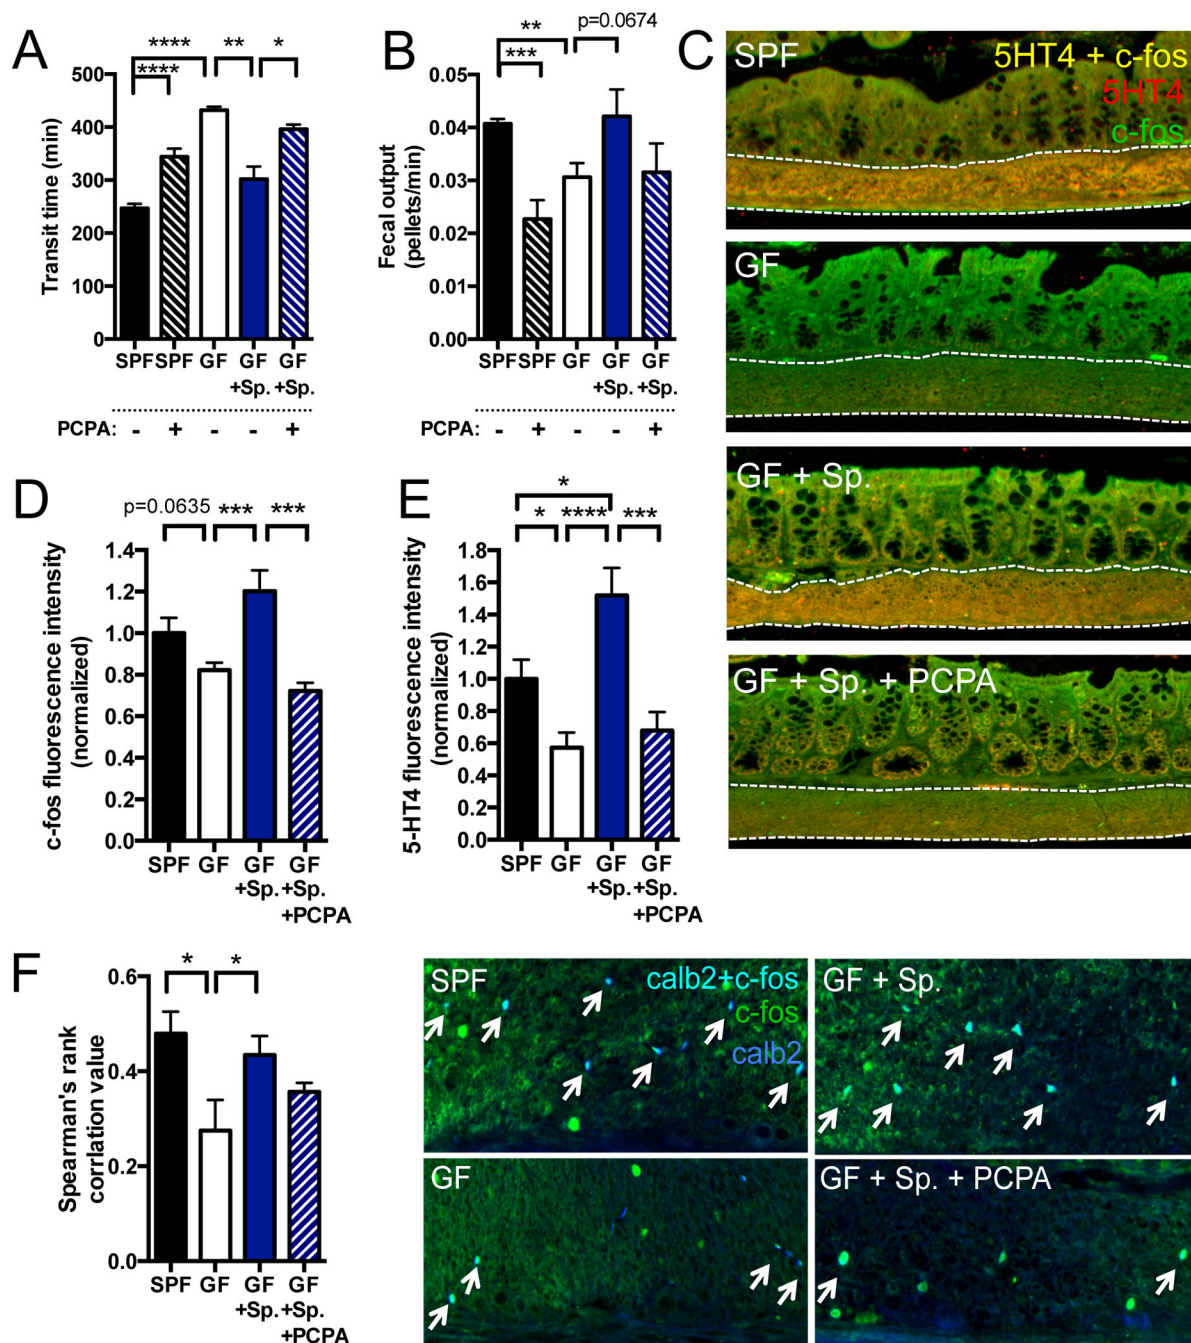 A
**** ** *
****
Transit time (min)
500
400
300
200
100
0
SPF SPF GF GF GF
+Sp. +Sp.
PCPA: - + - - +
B
** p=0.0674
***
Fecal output
(pellets/min)
0.05
0.04
0.03
0.02
0.01
0.00
SPF SPF GF GF GF
+Sp. +Sp.
PCPA: - + - - +
C
SPF
5HT4 + c-fos
5HT4
c-fos
GF
GF + Sp.
GF + Sp. + PCPA
D
p=0.0635 *** ***
c-fos fluorescence intensity
(normalized)
1.4
1.2
1.0
0.8
0.6
0.4
0.2
0.0
SPF GF GF GF
+Sp. +Sp.
+PCPA
E
*
* **** ***
5-HT4 fluorescence intensity
(normalized)
1.8
1.6
1.4
1.2
1.0
0.8
0.6
0.4
0.2
0.0
SPF GF GF GF
+Sp. +Sp.
+PCPA
F
* *
Spearman's rank
corrlation value
0.6
0.4
0.2
0.0
SPF GF GF GF
+Sp. +Sp.
+PCPA
SPF
calb2+c-fos
c-fos
calb2
GF + Sp.
GF
GF + Sp. + PCPA